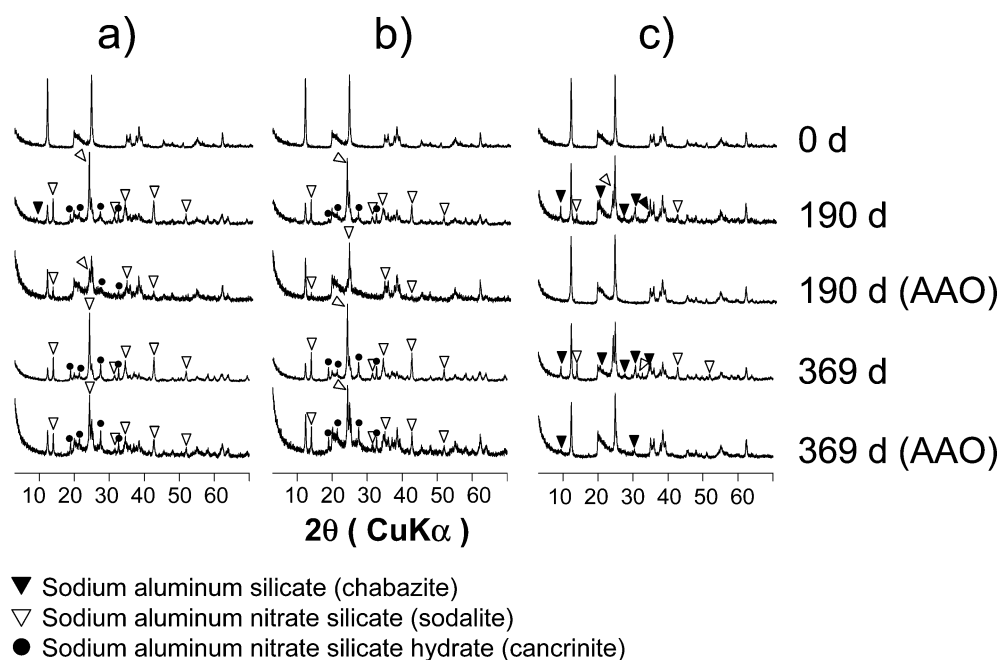 a) b) c)
0 d
190 d
190 d (AAO)
369 d
369 d (AAO)
10 20 30 40 50 60 10 20 30 40 50 60 10 20 30 40 50 60
2θ ( CuKα )
▼ Sodium aluminum silicate (chabazite)
▽ Sodium aluminum nitrate silicate (sodalite)
● Sodium aluminum nitrate silicate hydrate (cancrinite)